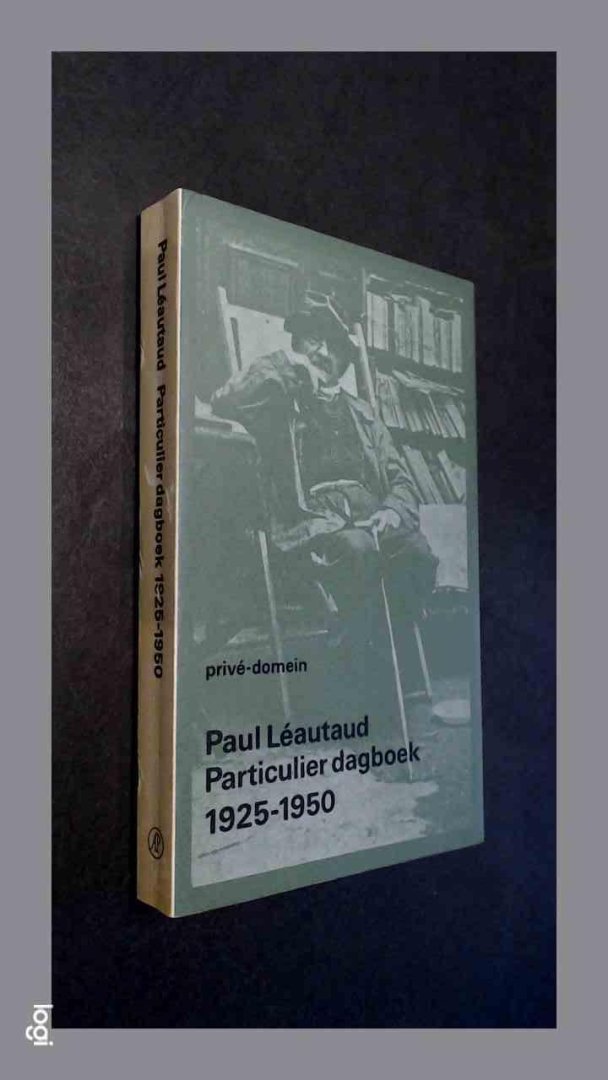 Paul Léautaud Particulier dagboek 1925-1950
privé-domein
Paul Léautaud
Particulier dagboek
1925-1950
logi